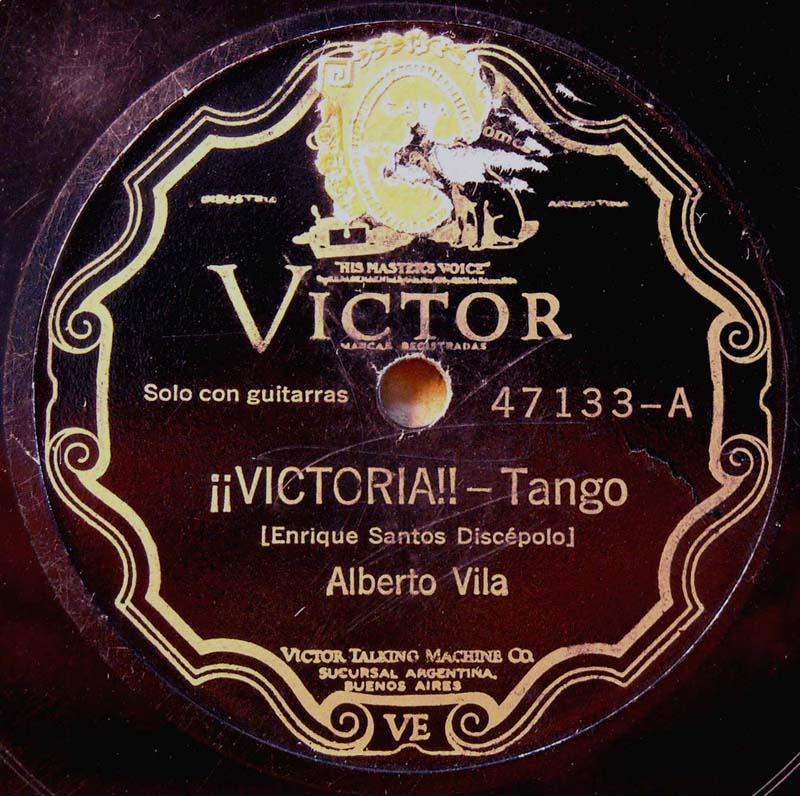 INDUSTRIA ARGENTINA
"HIS MASTER'S VOICE"
VICTOR
MARCAS REGISTRADAS
Solo con guitarras
47133-A
¡¡VICTORIA!! – Tango
[Enrique Santos Discépolo]
Alberto Vila
VICTOR TALKING MACHINE CO.
SUCURSAL ARGENTINA,
BUENOS AIRES
VE